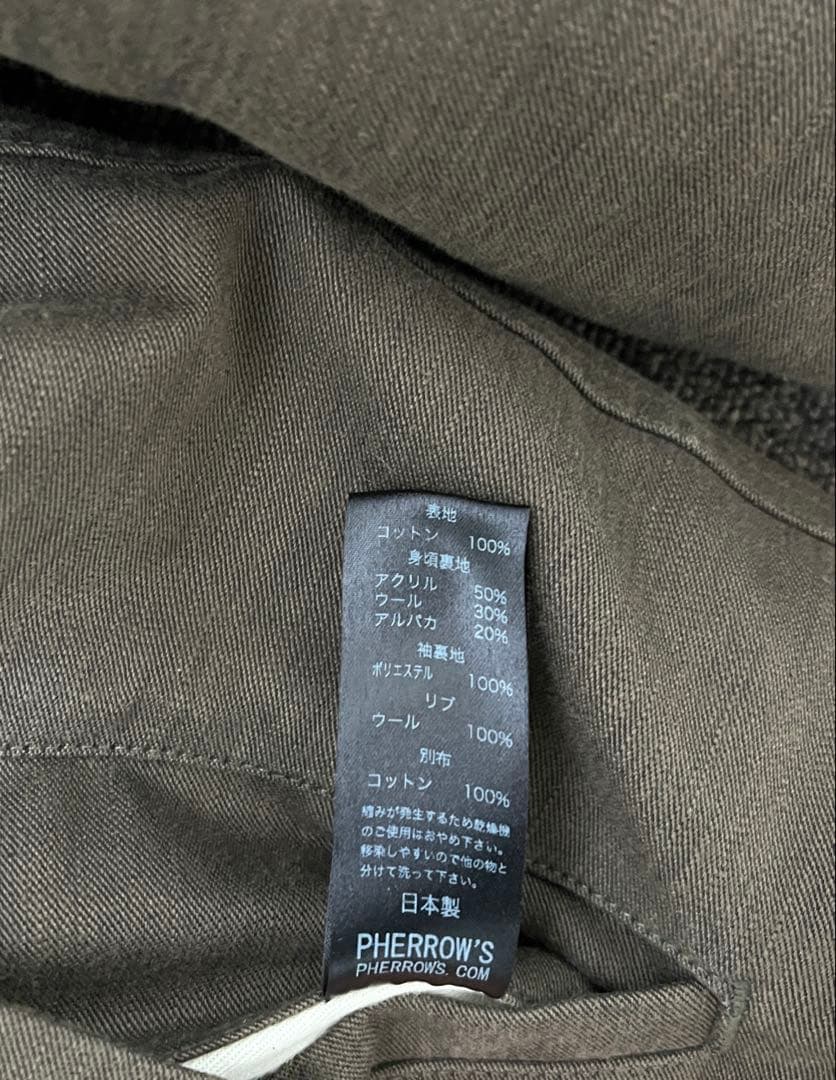 表地
コットン 100%
身頃裏地
アクリル 50%
ウール 30%
アルパカ 20%
袖裏地
ポリエステル 100%
リブ
ウール 100%
別布
コットン 100%
縮みが発生するため乾燥機
のご使用はおやめ下さい。
移染しやすいので他の物と
分けて洗って下さい。
日本製
PHERROW'S
PHERROWS. COM